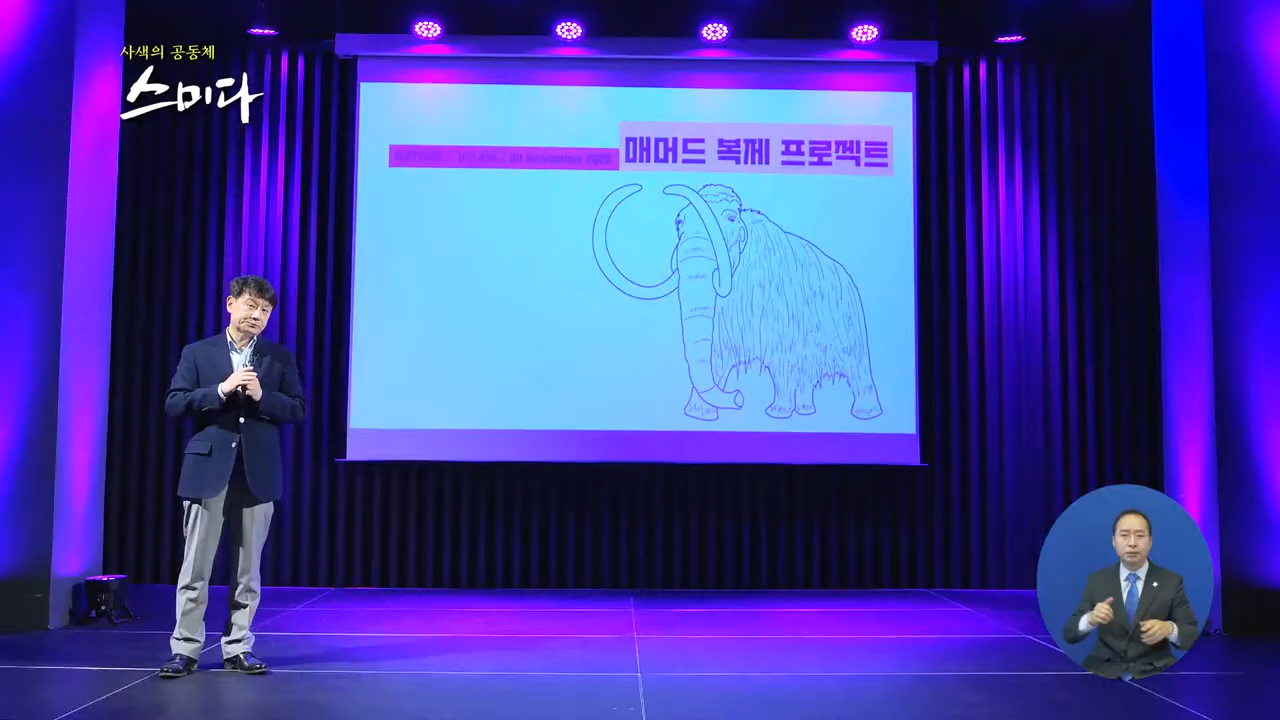 사색의 공동체
스미다
매머드 복제 프로젝트